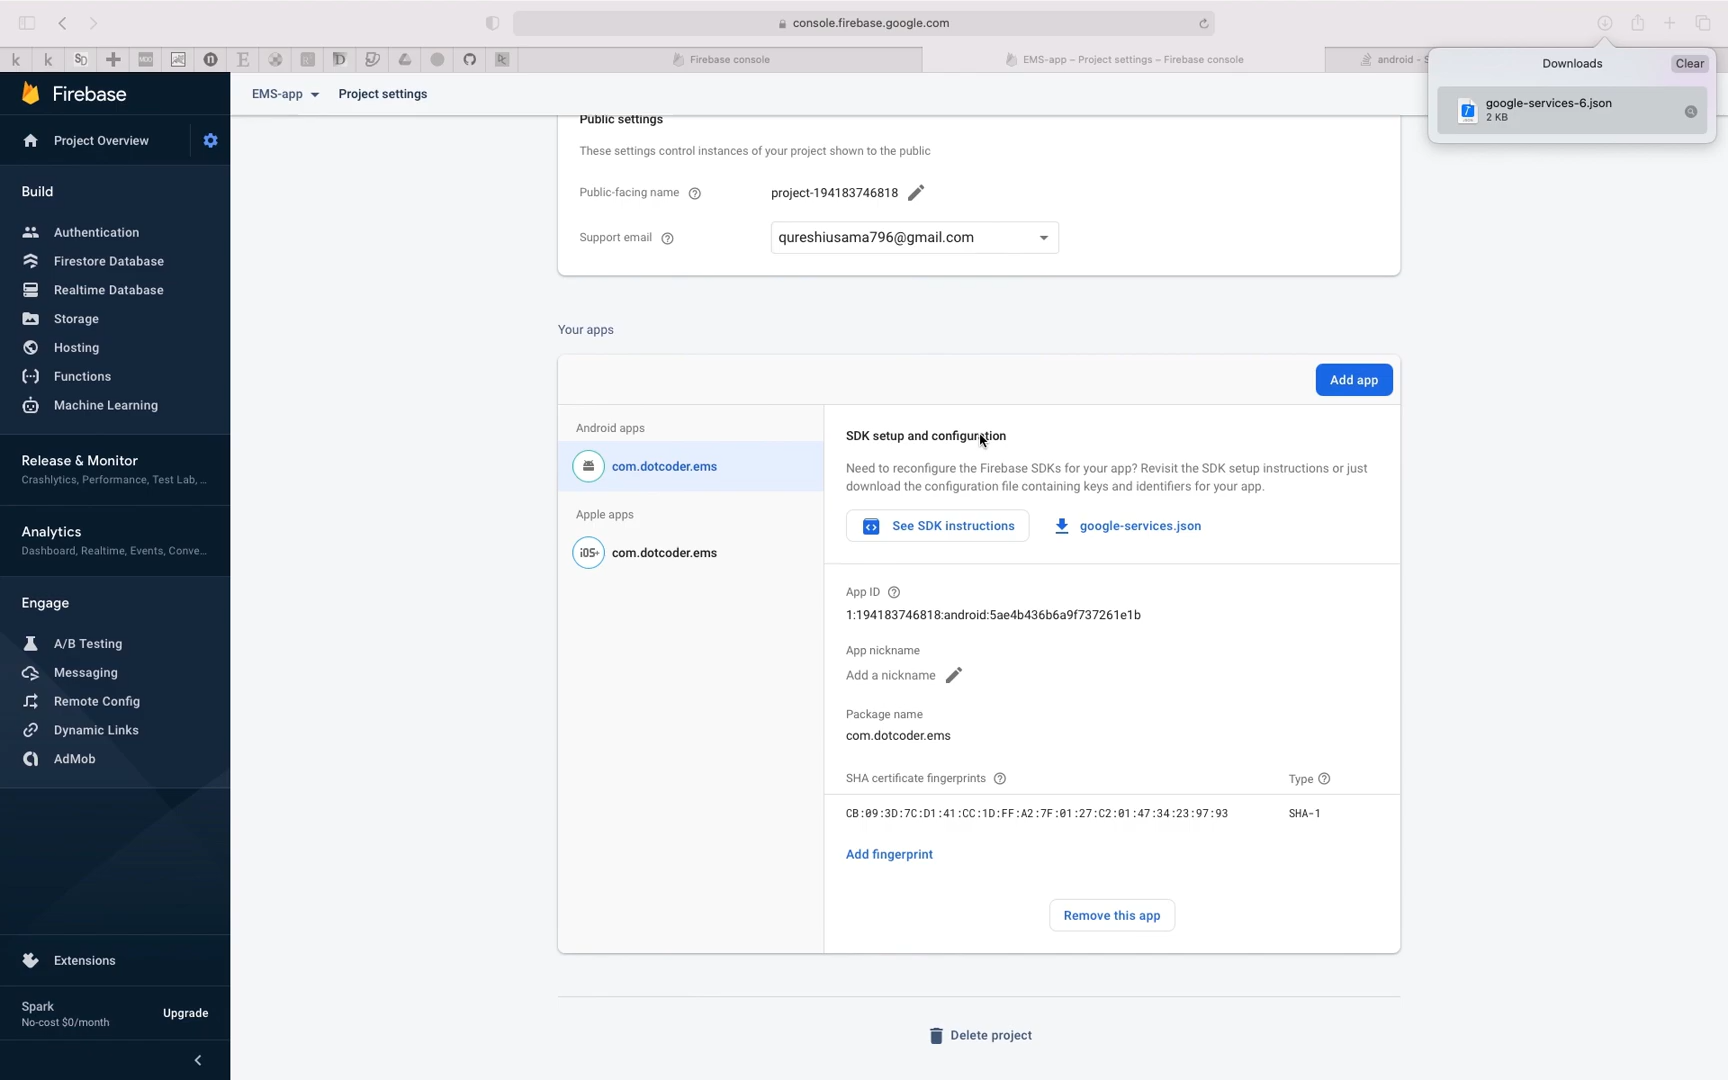 console.firebase.google.com
k
k
SD
MOO
n
E
D
Firebase console
EMS-app – Project settings – Firebase console
android - S
Downloads
Clear
google-services-6.json
2 KB
Firebase
EMS-app
Project settings
Project Overview
Build
Authentication
Firestore Database
Realtime Database
Storage
Hosting
Functions
Machine Learning
Release & Monitor
Crashlytics, Performance, Test Lab, ...
Analytics
Dashboard, Realtime, Events, Conve...
Engage
A/B Testing
Messaging
Remote Config
Dynamic Links
AdMob
Extensions
Spark
No-cost $0/month
Upgrade
Public settings
These settings control instances of your project shown to the public
Public-facing name
project-194183746818
Support email
qureshiusama796@gmail.com
Your apps
Add app
Android apps
com.dotcoder.ems
Apple apps
iOS+
com.dotcoder.ems
SDK setup and configuration
Need to reconfigure the Firebase SDKs for your app? Revisit the SDK setup instructions or just
download the configuration file containing keys and identifiers for your app.
See SDK instructions
google-services.json
App ID
1:194183746818:android:5ae4b436b6a9f737261e1b
App nickname
Add a nickname
Package name
com.dotcoder.ems
SHA certificate fingerprints
Type
CB:09:3D:7C:D1:41:CC:1D:FF:A2:7F:01:27:C2:01:47:34:23:97:93
SHA-1
Add fingerprint
Remove this app
Delete project